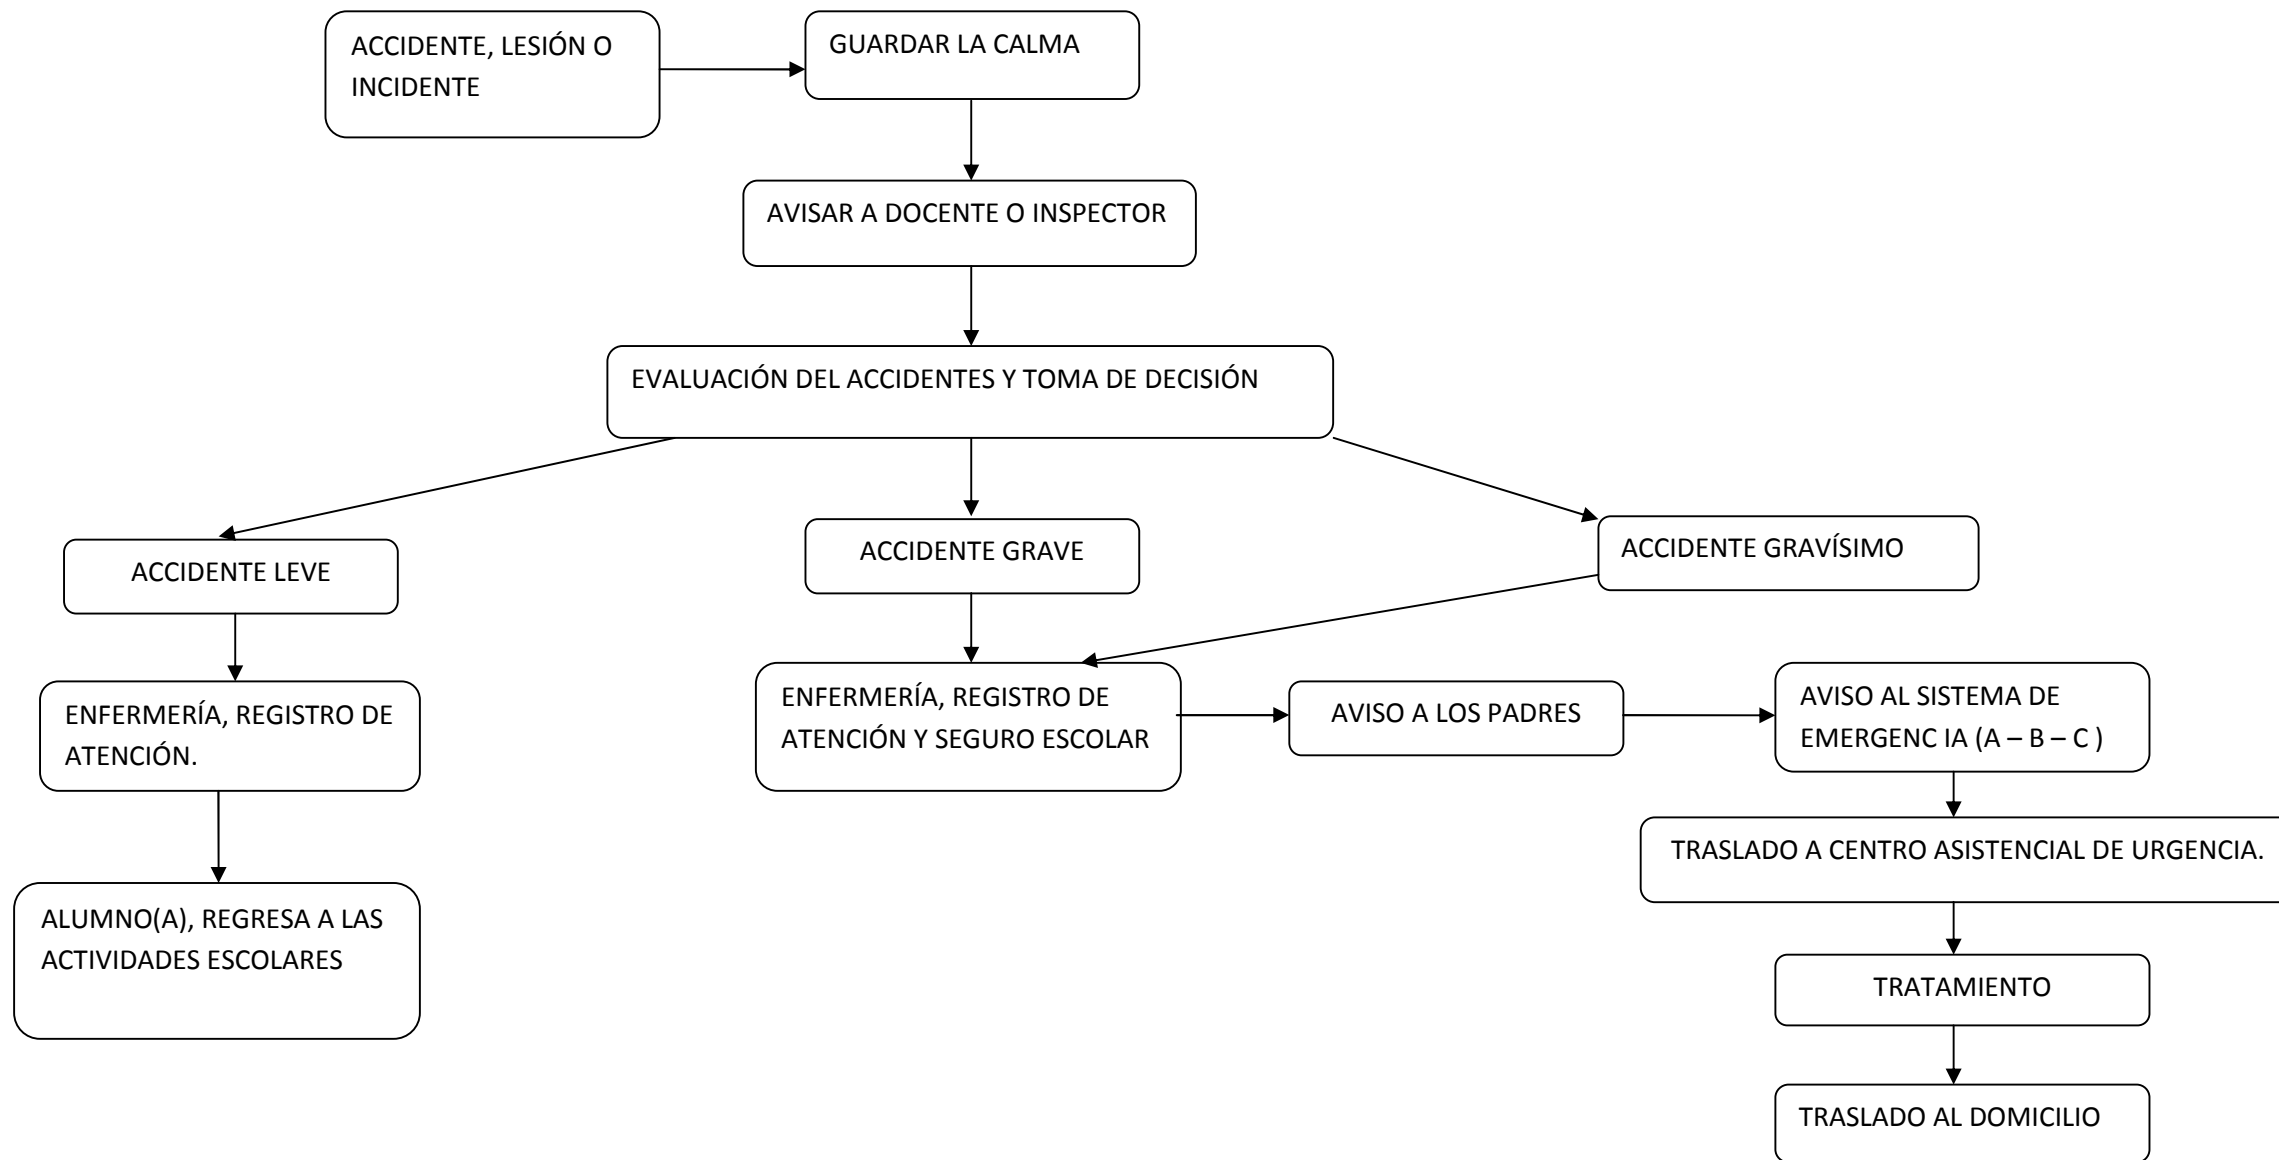 ACCIDENTE, LESIÓN O
INCIDENTE
GUARDAR LA CALMA
AVISAR A DOCENTE O INSPECTOR
EVALUACIÓN DEL ACCIDENTES Y TOMA DE DECISIÓN
ACCIDENTE LEVE
ACCIDENTE GRAVE
ACCIDENTE GRAVÍSIMO
ENFERMERÍA, REGISTRO DE
ATENCIÓN.
ENFERMERÍA, REGISTRO DE
ATENCIÓN Y SEGURO ESCOLAR
AVISO A LOS PADRES
AVISO AL SISTEMA DE
EMERGENC IA (A – B – C )
ALUMNO(A), REGRESA A LAS
ACTIVIDADES ESCOLARES
TRASLADO A CENTRO ASISTENCIAL DE URGENCIA.
TRATAMIENTO
TRASLADO AL DOMICILIO